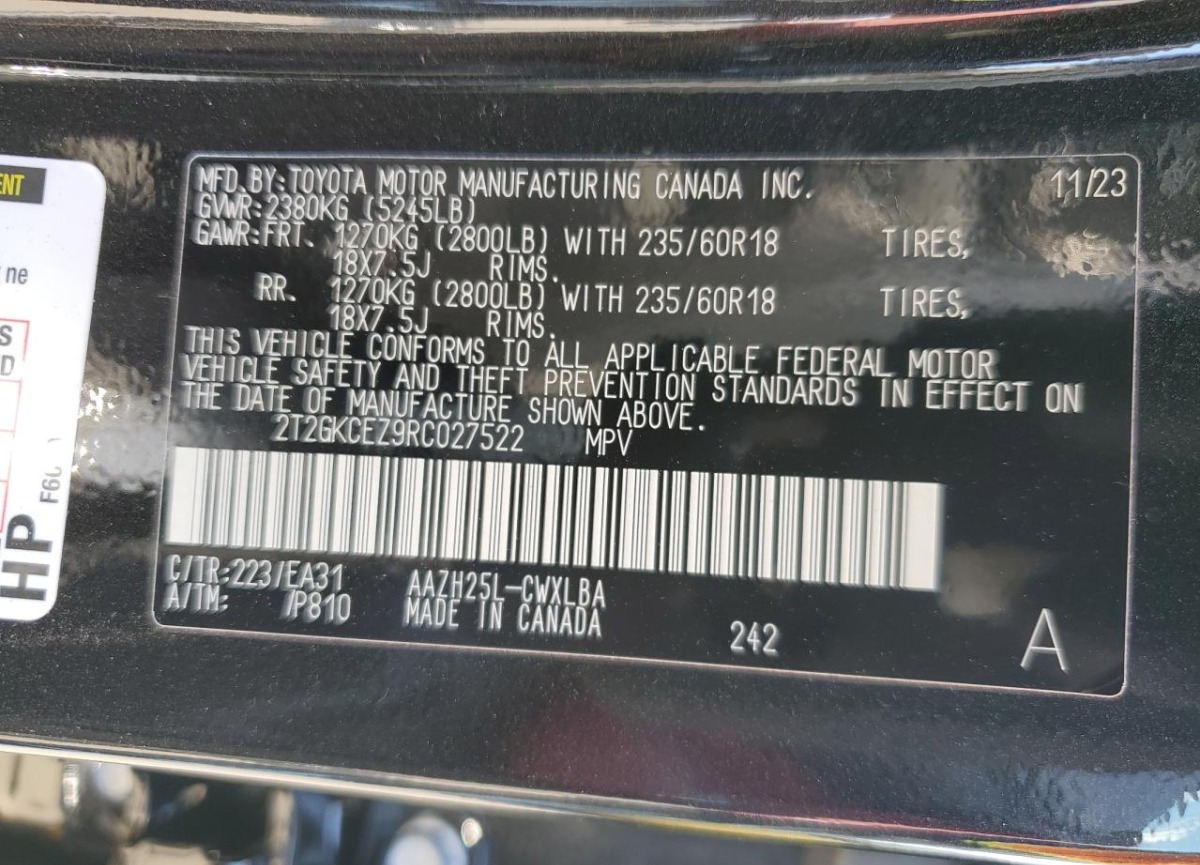 MFD.BY:TOYOTA MOTOR MANUFACTURING CANADA INC. 11/23
GVWR:2380KG (5245LB)
GAWR:FRT. 1270KG (2800LB) WITH 235/60R18 TIRES,
18X7.5J RIMS.
RR. 1270KG (2800LB) WITH 235/60R18 TIRES,
18X7.5J RIMS.
THIS VEHICLE CONFORMS TO ALL APPLICABLE FEDERAL MOTOR
VEHICLE SAFETY AND THEFT PREVENTION STANDARDS IN EFFECT ON
THE DATE OF MANUFACTURE SHOWN ABOVE.
2T2GKCEZ9RC027522 MPV
C/TR:223/EA31 AAZH25L-CWXLBA
A/TM: /P810 MADE IN CANADA
242
A
ENT
ne
S
D
HP